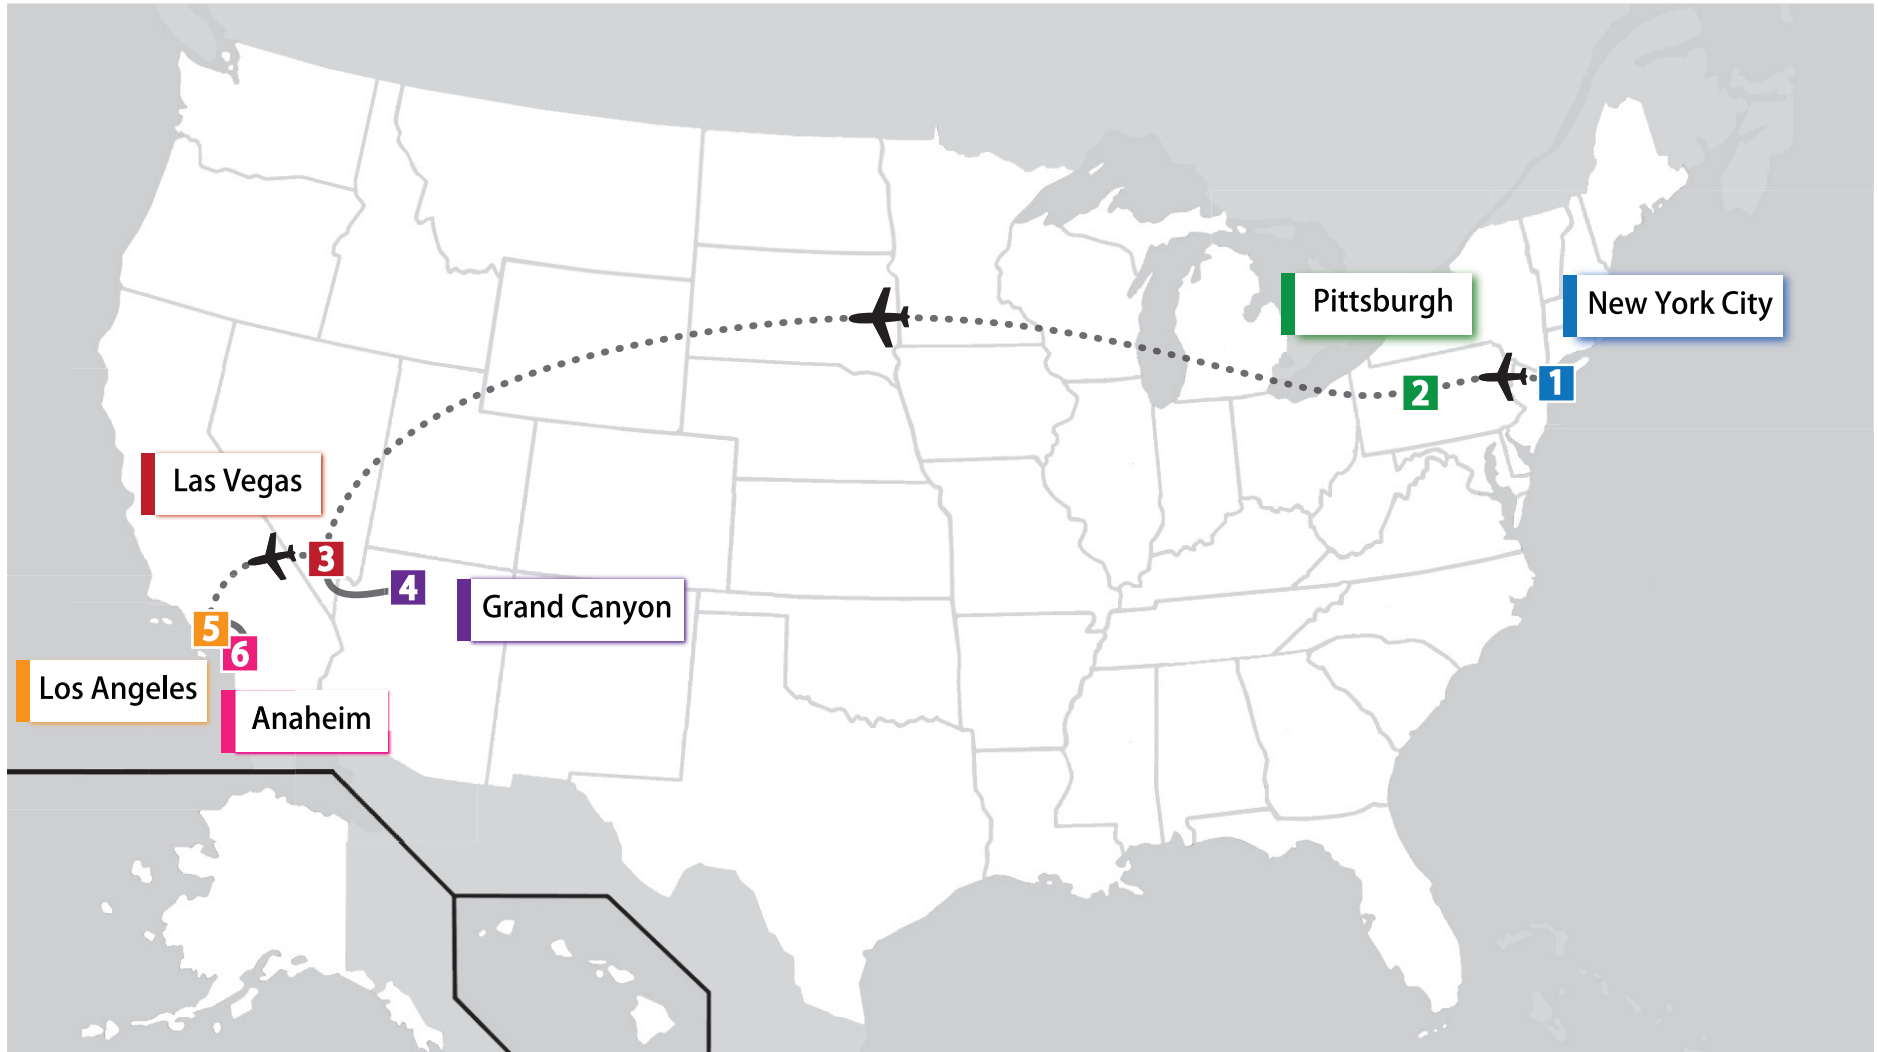 Pittsburgh
New York City
1
2
Las Vegas
3
4
Grand Canyon
5
6
Los Angeles
Anaheim